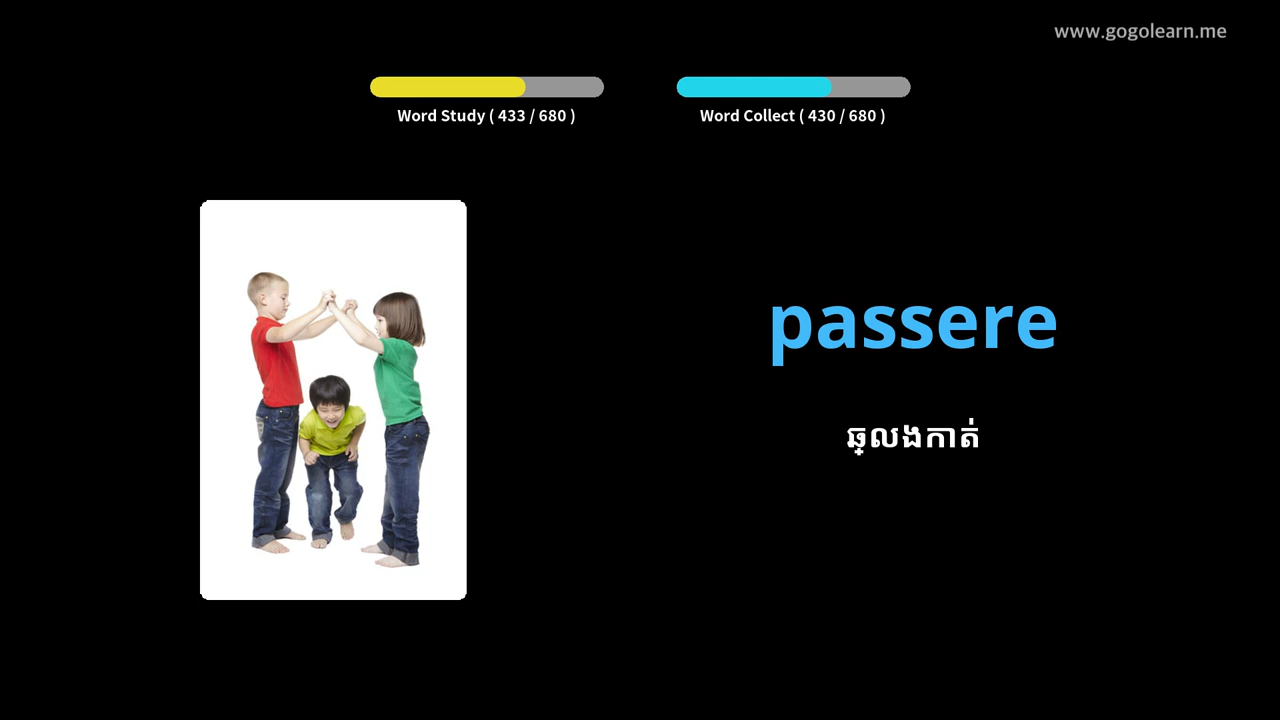 www.gogolearn.me
Word Study ( 433 / 680 )
Word Collect ( 430 / 680 )
passere
ឆ្លងកាត់